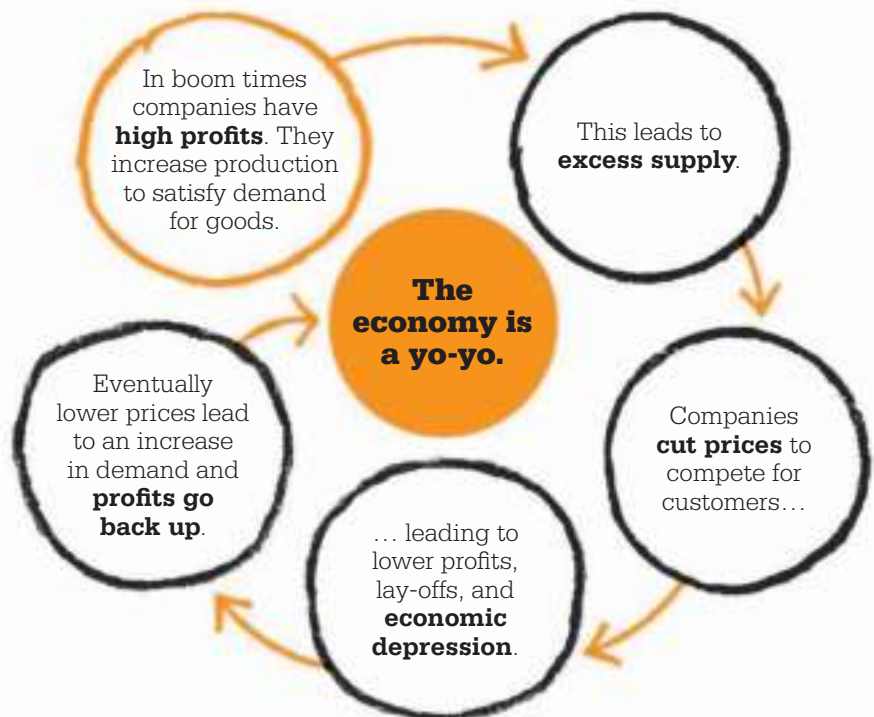 In boom times
companies have
high profits. They
increase production
to satisfy demand
for goods.
This leads to
excess supply.
Companies
cut prices to
compete for
customers…
… leading to
lower profits,
lay-offs, and
economic
depression.
Eventually
lower prices lead
to an increase
in demand and
profits go
back up.
The
economy is
a yo-yo.